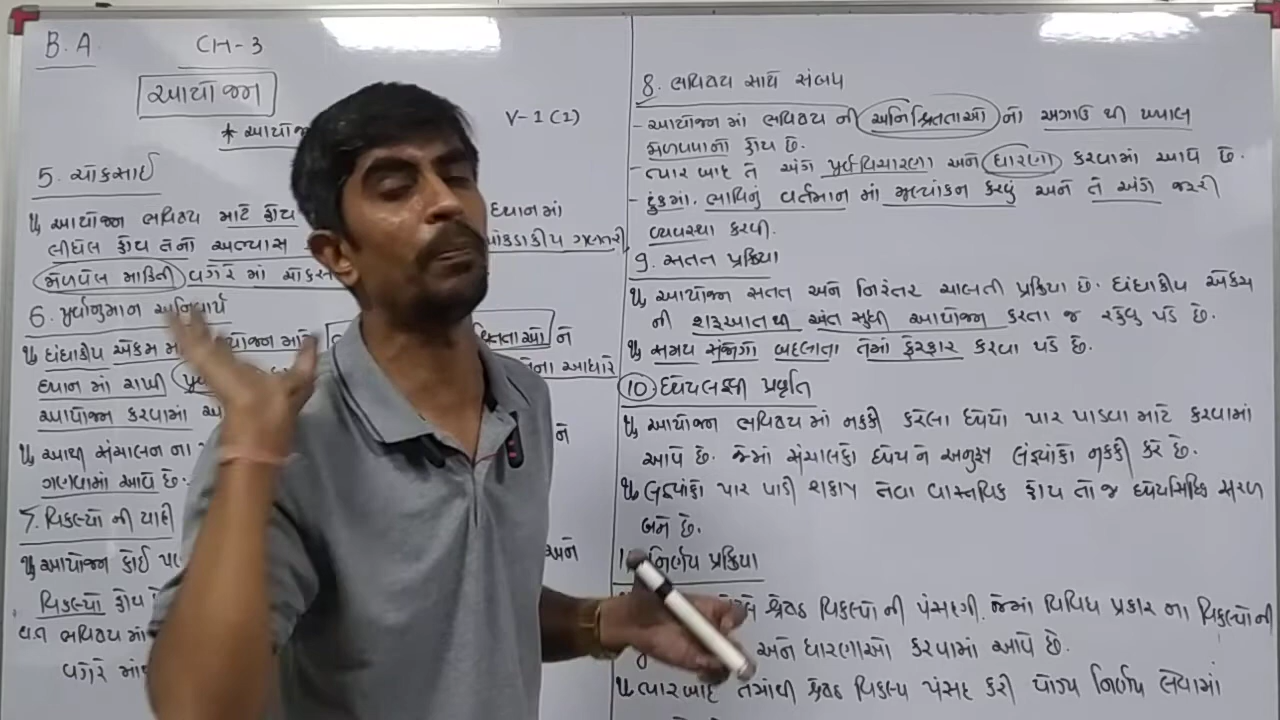 B.A CH-3
આયોજન
* આયોજ
V-1 (1)
5. ચોકસાઈ
આયોજન ભવિષ્ય માટે હોય ધ્યાનમાં
લીધેલ હોય તેનો અભ્યાસ આંકડાકીય ગણતરી
મેળવેલ માહિતી વગેરે માં ચોકસ
6. પૂર્વાનુમાન અનિવાર્ય
ધંધાકીય એકમ મ યોજન માટે ને
ધ્યાન માં રાખી તેના આધારે
આયોજન કરવામાં
આથી સંચાલન ના ને
ગણવામાં આવે છે.
7. વિકલ્પો ની યાદી
આયોજન કોઈ પણ અને
વિકલ્પો હોય
દા.ત ભવિષ્ય માં
વગેરે માં
8. ભવિષ્ય સાથે સંબંધ
- આયોજન માં ભવિષ્ય ની અનિશ્ચિતતાઓ નો અગાઉ થી ખ્યાલ
મેળવવાનો હોય છે.
- ત્યાર બાદ તે અંગે પૂર્વવિચારણા અને ધારણા કરવામાં આવે છે.
- ટૂંકમાં. ભાવિનું વર્તમાન માં મૂલ્યાંકન કરવું અને તે અંગે જરૂરી
વ્યવસ્થા કરવી.
9. સતત પ્રક્રિયા
આયોજન સતત અને નિરંતર ચાલતી પ્રક્રિયા છે. ધંધાકીય એકમ
ની શરૂઆત થી અંત સુધી આયોજન કરતા જ રહેવું પડે છે.
સમય સંજોગો બદલાતા તેમાં ફેરફાર કરવા પડે છે.
10. ધ્યેયલક્ષી પ્રવૃત્તિ
આયોજન ભવિષ્ય માં નક્કી કરેલા ધ્યેયો પાર પાડવા માટે કરવામાં
આવે છે. જેમાં સંચાલકો ધ્યેય ને અનુરૂપ લક્ષ્યાંકો નક્કી કરે છે.
લક્ષ્યાંકો પાર પાડી શકાય તેવા વાસ્તવિક હોય તો જ ધ્યેયસિદ્ધિ સરળ
બને છે.
નિર્ણય પ્રક્રિયા
શ્રેષ્ઠ વિકલ્પો ની પસંદગી. જેમાં વિવિધ પ્રકાર ના વિકલ્પોની
અને ધારણાઓ કરવામાં આવે છે.
ત્યાર બાદ તેમાંથી શ્રેષ્ઠ વિકલ્પ પસંદ કરી યોગ્ય નિર્ણય લેવામાં